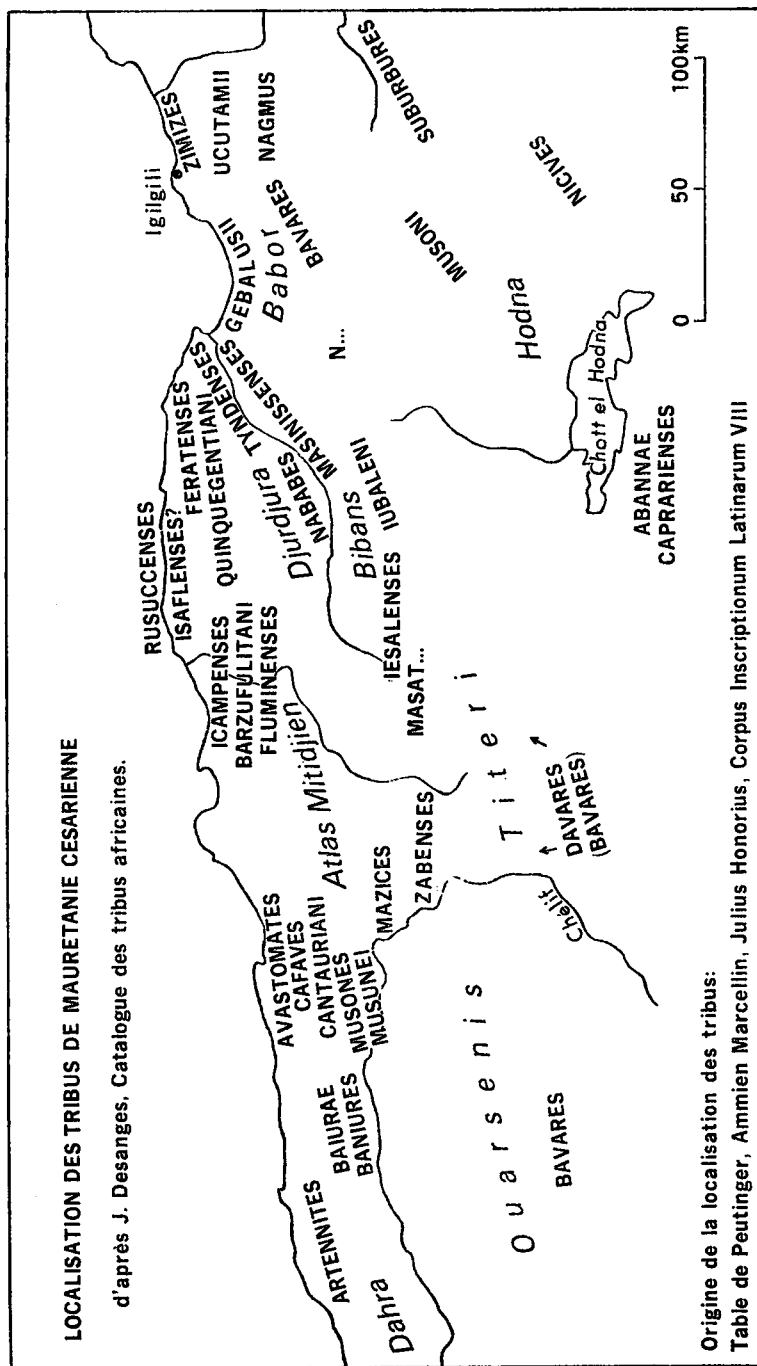 LOCALISATION DES TRIBUS DE MAURETANIE CESARIENNE
d'après J. Desanges, Catalogue des tribus africaines.
Igilgili
ZIMIZES
UCUTAMII
NAGMUS
SUBURBURES
GEBALUSII
Babor
BAVARES
MUSONI
NICIVES
RUSUCCENSES
ISAFLENSES?
FERATENSES
QUINQUEGENTIANI
TYNDENSES
Djurdjura
NABABES
MASINISSENSES
N...
Hodna
Bibans
IUBALENI
Chott el Hodna
ICAMPENSES
BARZUFULITANI
FLUMINENSES
IESALENSES
MASAT...
ABANNAE
CAPRARIENSES
Atlas Mitidjien
Titeri
AVASTOMATES
CAFAVES
CANTAURIANI
MUSONES
MUSUNEI
MAZICES
ZABENSES
DAVARES
(BAVARES)
Chélif
ARTENNITES
BAIURAE
BANIURES
Dahra
Ouarsenis
BAVARES
0 50 100km
Origine de la localisation des tribus:
Table de Peutinger, Ammien Marcellin, Julius Honorius, Corpus Inscriptionum Latinarum VIII